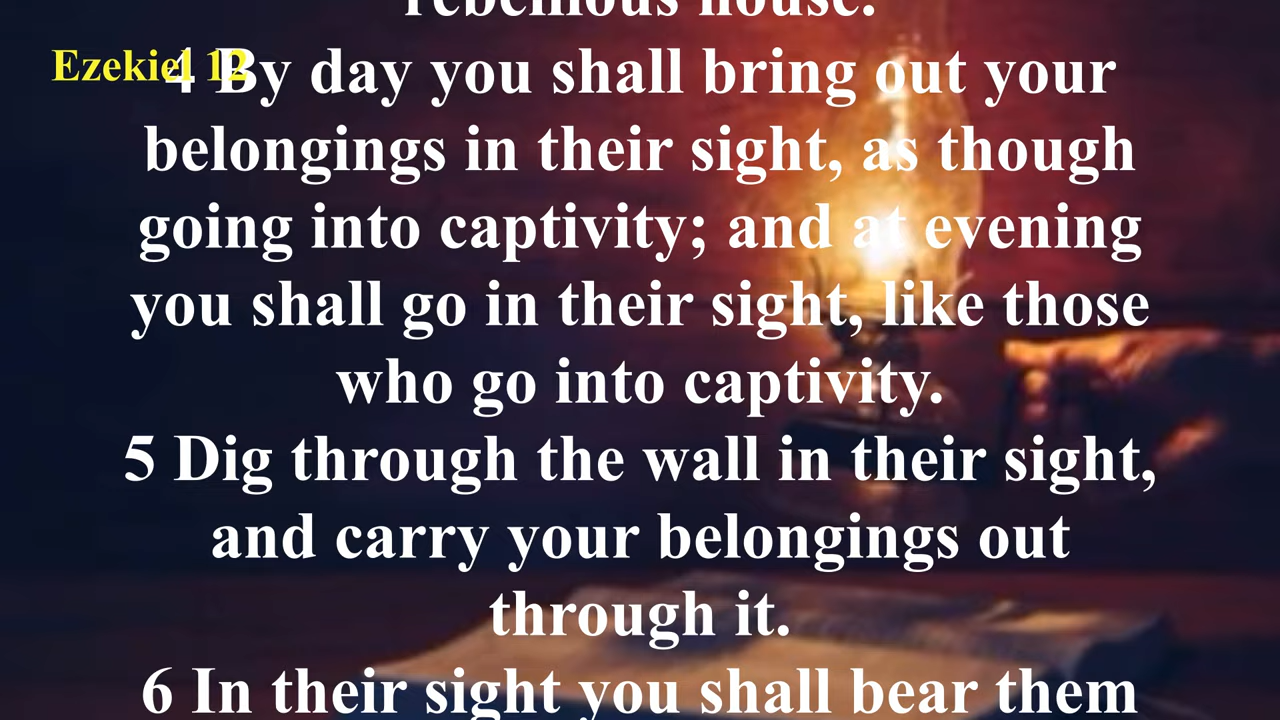 rebellious house.
Ezekiel 12
4 By day you shall bring out your
belongings in their sight, as though
going into captivity; and at evening
you shall go in their sight, like those
who go into captivity.
5 Dig through the wall in their sight,
and carry your belongings out
through it.
6 In their sight you shall bear them